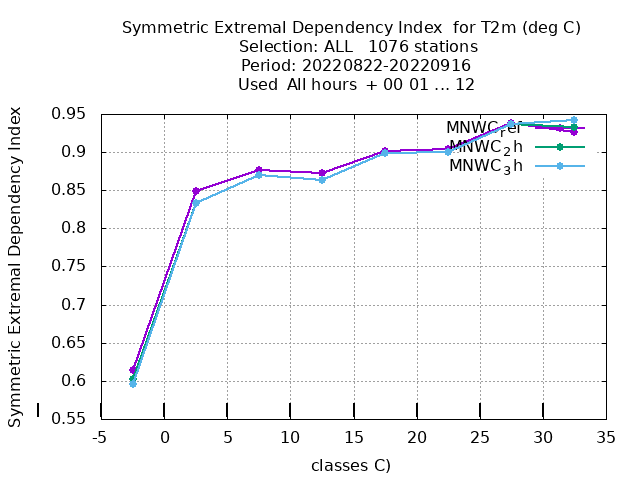 Symmetric Extremal Dependency Index  for T2m (deg C)
Selection: ALL   1076 stations
Period: 20220822-20220916
Used  All hours  + 00 01 ... 12
Symmetric Extremal Dependency Index
0.95
0.9
0.85
0.8
0.75
0.7
0.65
0.6
0.55
MNWCref
MNWC2h
MNWC3h
-5 0 5 10 15 20 25 30 35
classes C)